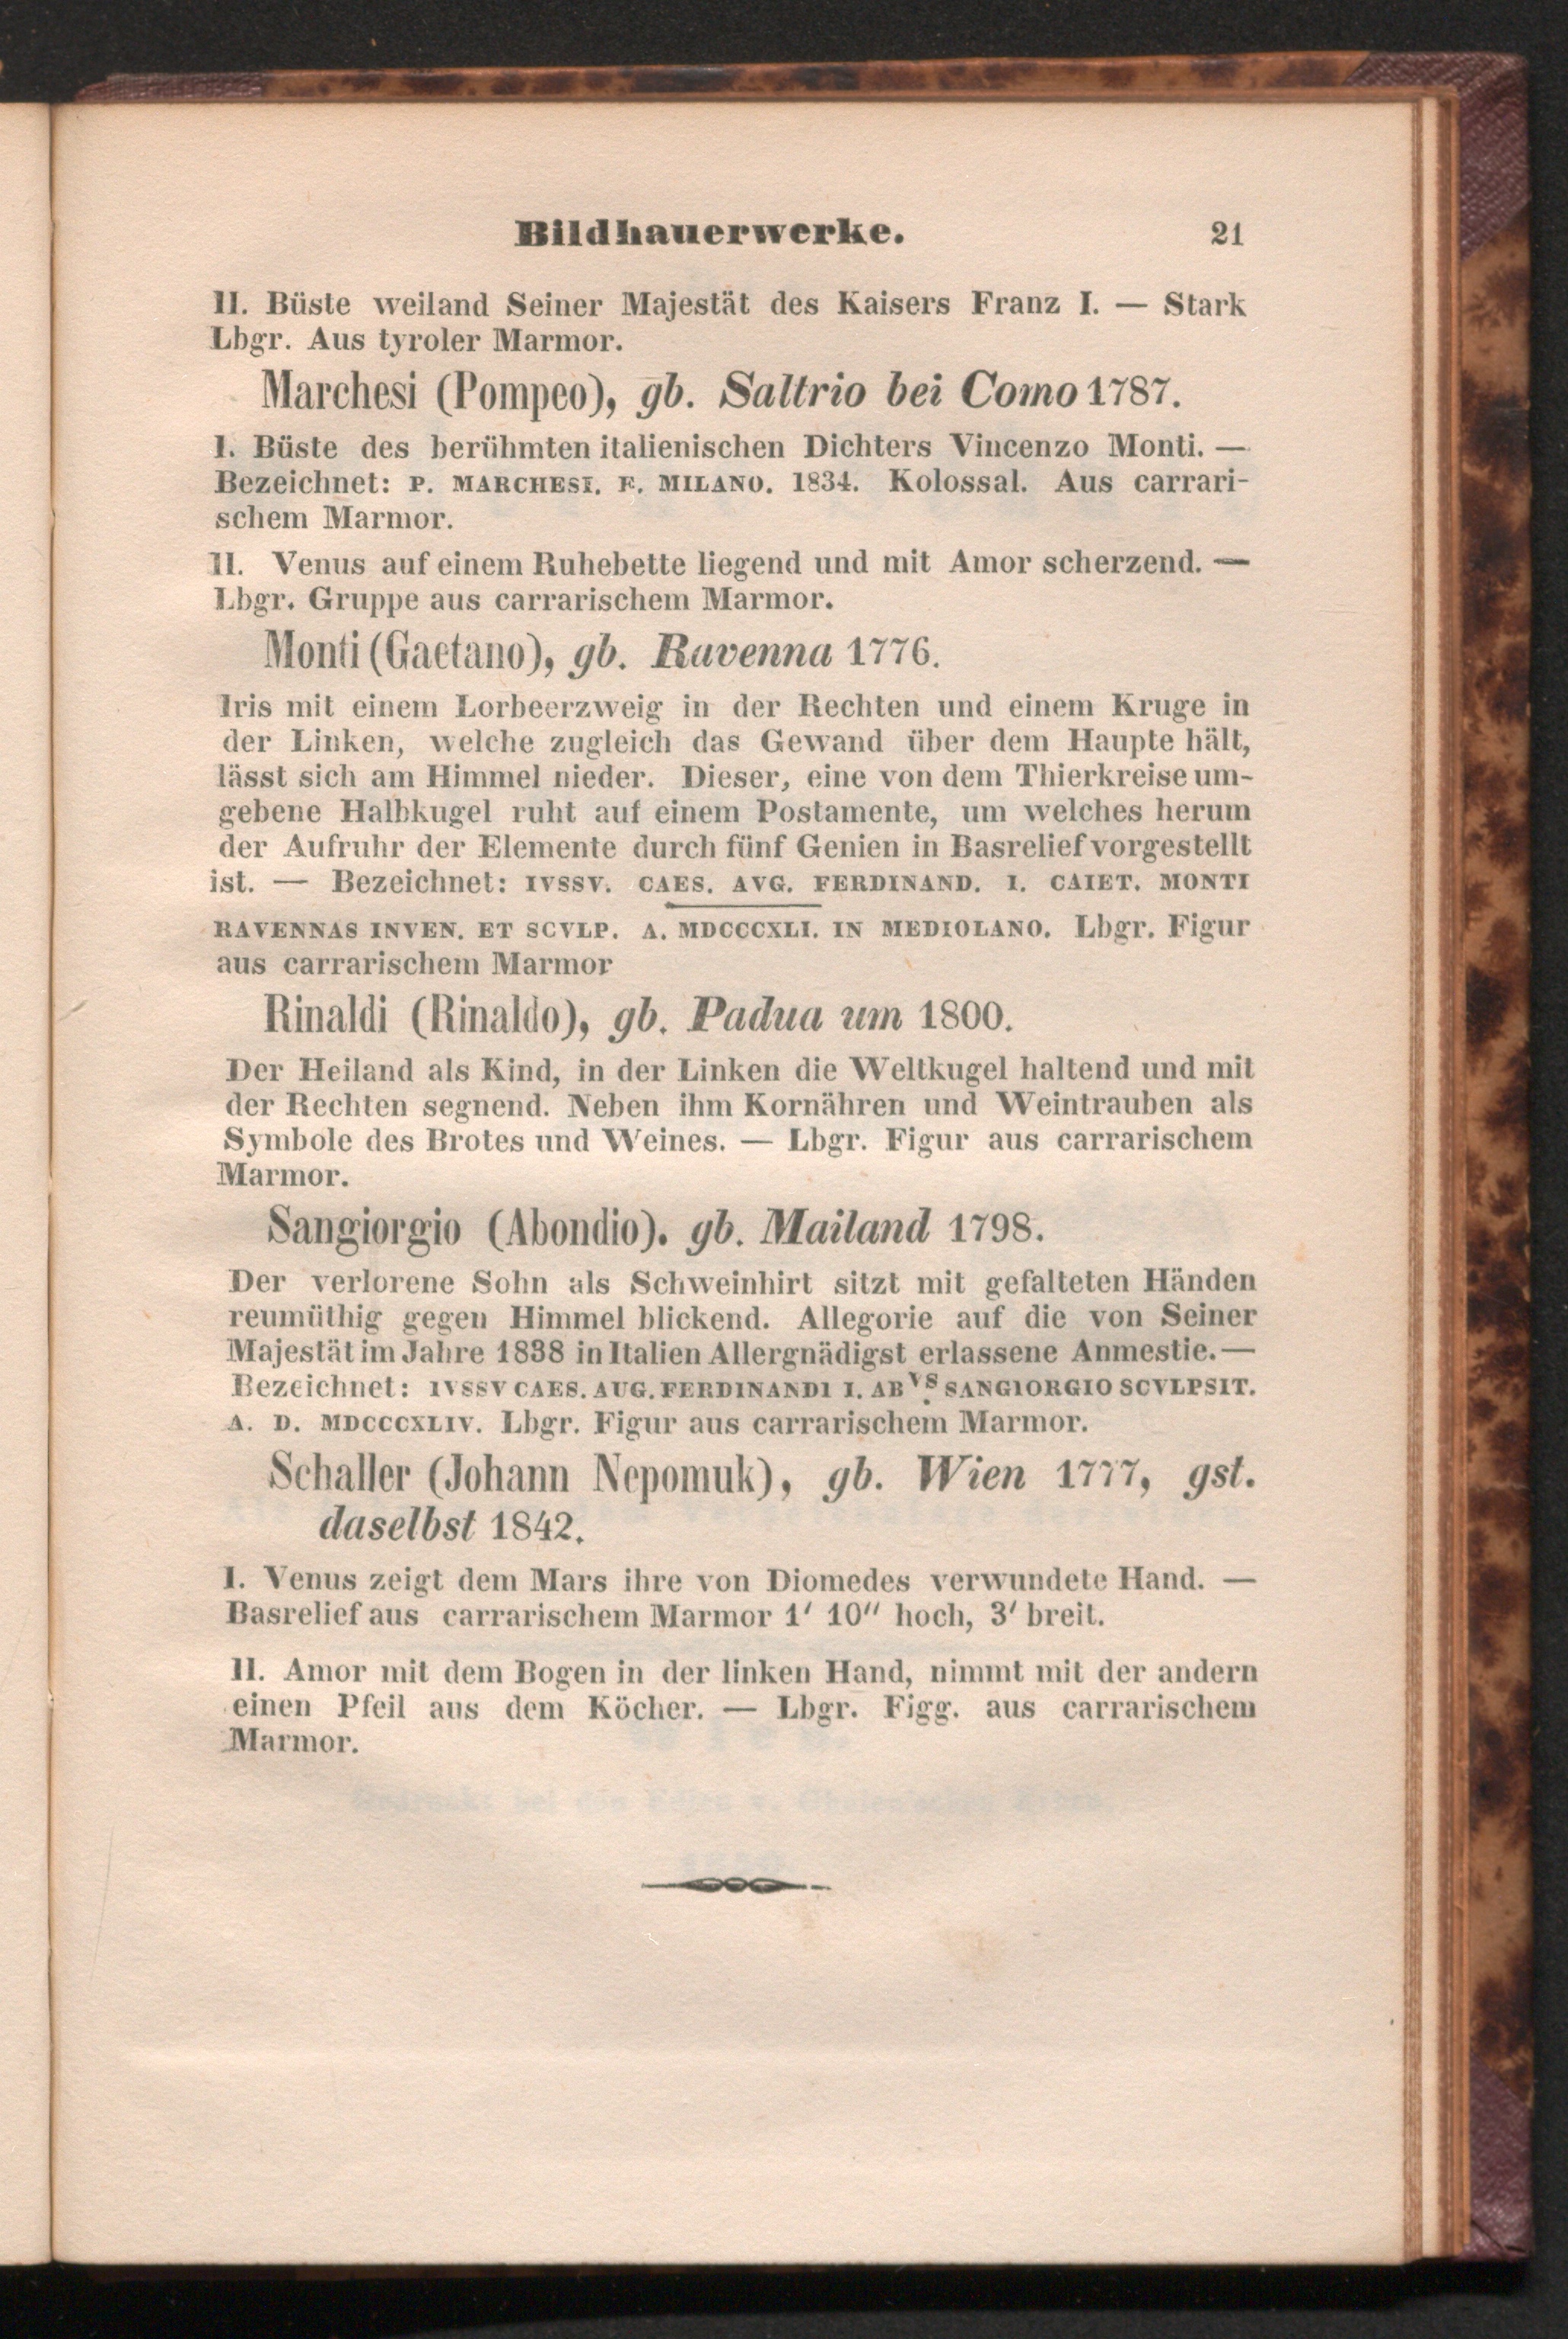 Bildhauerwerke. 21
II. Büste weiland Seiner Majestät des Kaisers Franz I. — Stark
Lbgr. Aus tyroler Marmor.
Marchesi (Pompeo), gb. Saltrio bei Como 1787.
I. Büste des berühmten italienischen Dichters Vincenzo Monti. —
Bezeichnet: P. MARCHESI. F. MILANO. 1834. Kolossal. Aus carrari-
schem Marmor.
II. Venus auf einem Ruhebette liegend und mit Amor scherzend. —
Lbgr. Gruppe aus carrarischem Marmor.
Monti (Gaetano), gb. Ravenna 1776.
Iris mit einem Lorbeerzweig in der Rechten und einem Kruge in
der Linken, welche zugleich das Gewand über dem Haupte hält,
lässt sich am Himmel nieder. Dieser, eine von dem Thierkreise um-
gebene Halbkugel ruht auf einem Postamente, um welches herum
der Aufruhr der Elemente durch fünf Genien in Basrelief vorgestellt
ist. — Bezeichnet: IVSSV. CAES. AVG. FERDINAND. I. CAIET. MONTI
RAVENNAS INVEN. ET SCVLP. A. MDCCCXLI. IN MEDIOLANO. Lbgr. Figur
aus carrarischem Marmor
Rinaldi (Rinaldo), gb. Padua um 1800.
Der Heiland als Kind, in der Linken die Weltkugel haltend und mit
der Rechten segnend. Neben ihm Kornähren und Weintrauben als
Symbole des Brotes und Weines. — Lbgr. Figur aus carrarischem
Marmor.
Sangiorgio (Abondio). gb. Mailand 1798.
Der verlorene Sohn als Schweinhirt sitzt mit gefalteten Händen
reumüthig gegen Himmel blickend. Allegorie auf die von Seiner
Majestät im Jahre 1838 in Italien Allergnädigst erlassene Anmestie. —
Bezeichnet: IVSSV CAES. AUG. FERDINANDI I. AB VS. SANGIORGIO SCVLPSIT.
A. D. MDCCCXLIV. Lbgr. Figur aus carrarischem Marmor.
Schaller (Johann Nepomuk), gb. Wien 1777, gst.
daselbst 1842.
I. Venus zeigt dem Mars ihre von Diomedes verwundete Hand. —
Basrelief aus carrarischem Marmor 1′ 10″ hoch, 3′ breit.
II. Amor mit dem Bogen in der linken Hand, nimmt mit der andern
einen Pfeil aus dem Köcher. — Lbgr. Figg. aus carrarischem
Marmor.